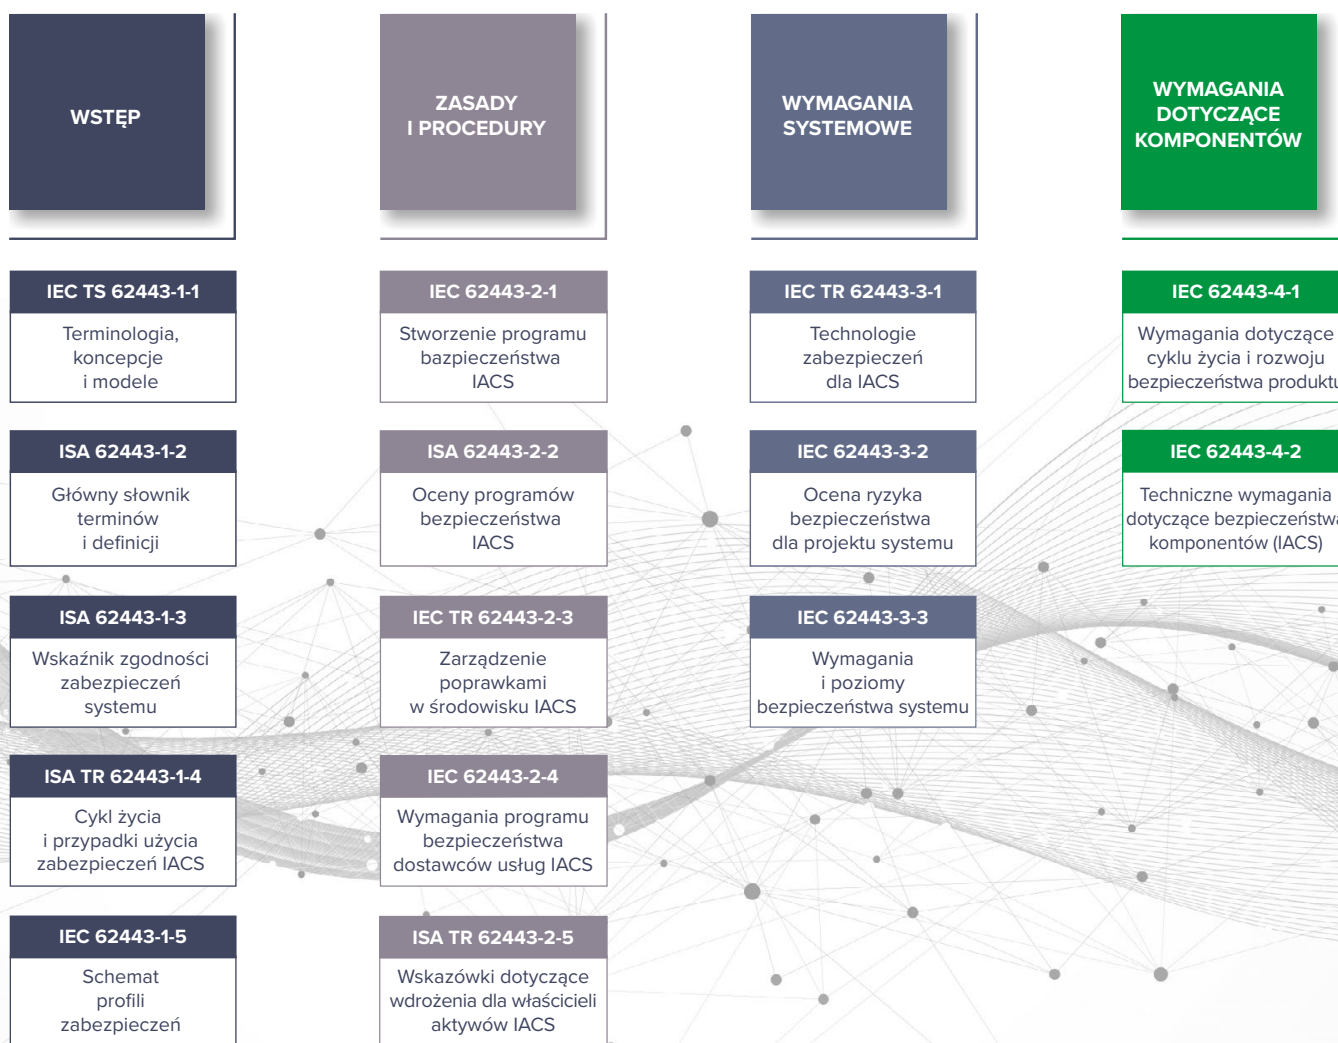 WSTĘP
IEC TS 62443-1-1
Terminologia,
koncepcje
i modele
ISA 62443-1-2
Główny słownik
terminów
i definicji
ISA 62443-1-3
Wskaźnik zgodności
zabezpieczeń
systemu
ISA TR 62443-1-4
Cykl życia
i przypadki użycia
zabezpieczeń IACS
IEC 62443-1-5
Schemat
profili
zabezpieczeń
ZASADY
I PROCEDURY
IEC 62443-2-1
Stworzenie programu
bazpieczeństwa
IACS
ISA 62443-2-2
Oceny programów
bezpieczeństwa
IACS
IEC TR 62443-2-3
Zarządzenie
poprawkami
w środowisku IACS
IEC 62443-2-4
Wymagania programu
bezpieczeństwa
dostawców usług IACS
ISA TR 62443-2-5
Wskazówki dotyczące
wdrożenia dla właścicieli
aktywów IACS
WYMAGANIA
SYSTEMOWE
IEC TR 62443-3-1
Technologie
zabezpieczeń
dla IACS
IEC 62443-3-2
Ocena ryzyka
bezpieczeństwa
dla projektu systemu
IEC 62443-3-3
Wymagania
i poziomy
bezpieczeństwa systemu
WYMAGANIA
DOTYCZĄCE
KOMPONENTÓW
IEC 62443-4-1
Wymagania dotyczące
cyklu życia i rozwoju
bezpieczeństwa produktu
IEC 62443-4-2
Techniczne wymagania
dotyczące bezpieczeństwa
komponentów (IACS)